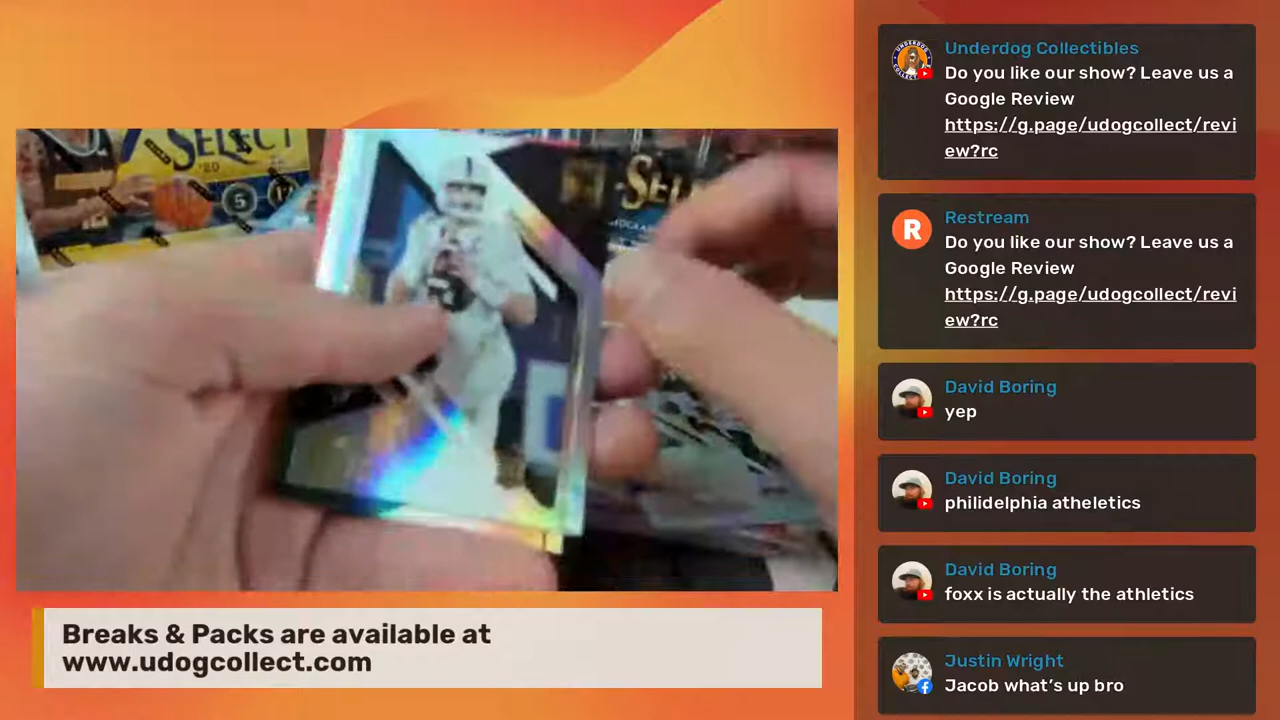 SELECT
'20
5
SEL
Breaks & Packs are available at
www.udogcollect.com
Underdog Collectibles
Do you like our show? Leave us a
Google Review
https://g.page/udogcollect/revi
ew?rc
Restream
Do you like our show? Leave us a
Google Review
https://g.page/udogcollect/revi
ew?rc
David Boring
yep
David Boring
philidelphia atheletics
David Boring
foxx is actually the athletics
Justin Wright
Jacob what's up bro